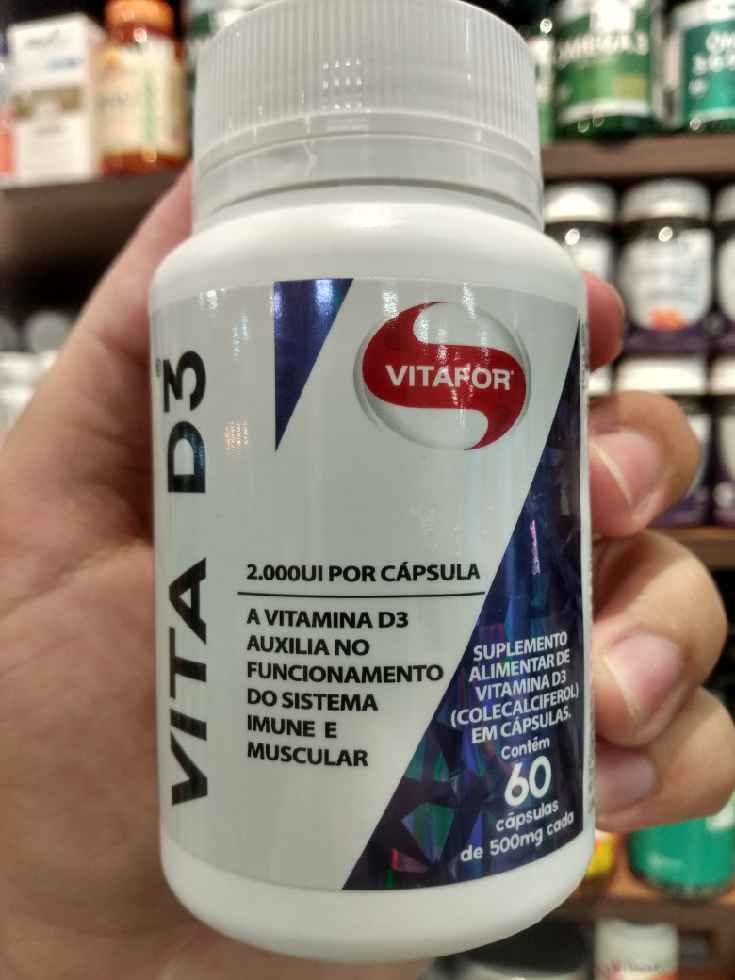 VITAFOR®
VITA D3®
2.000UI POR CÁPSULA
A VITAMINA D3
AUXILIA NO
FUNCIONAMENTO
DO SISTEMA
IMUNE E
MUSCULAR
SUPLEMENTO
ALIMENTAR DE
VITAMINA D3
(COLECALCIFEROL)
EM CÁPSULAS.
Contém
60
cápsulas
de 500mg cada